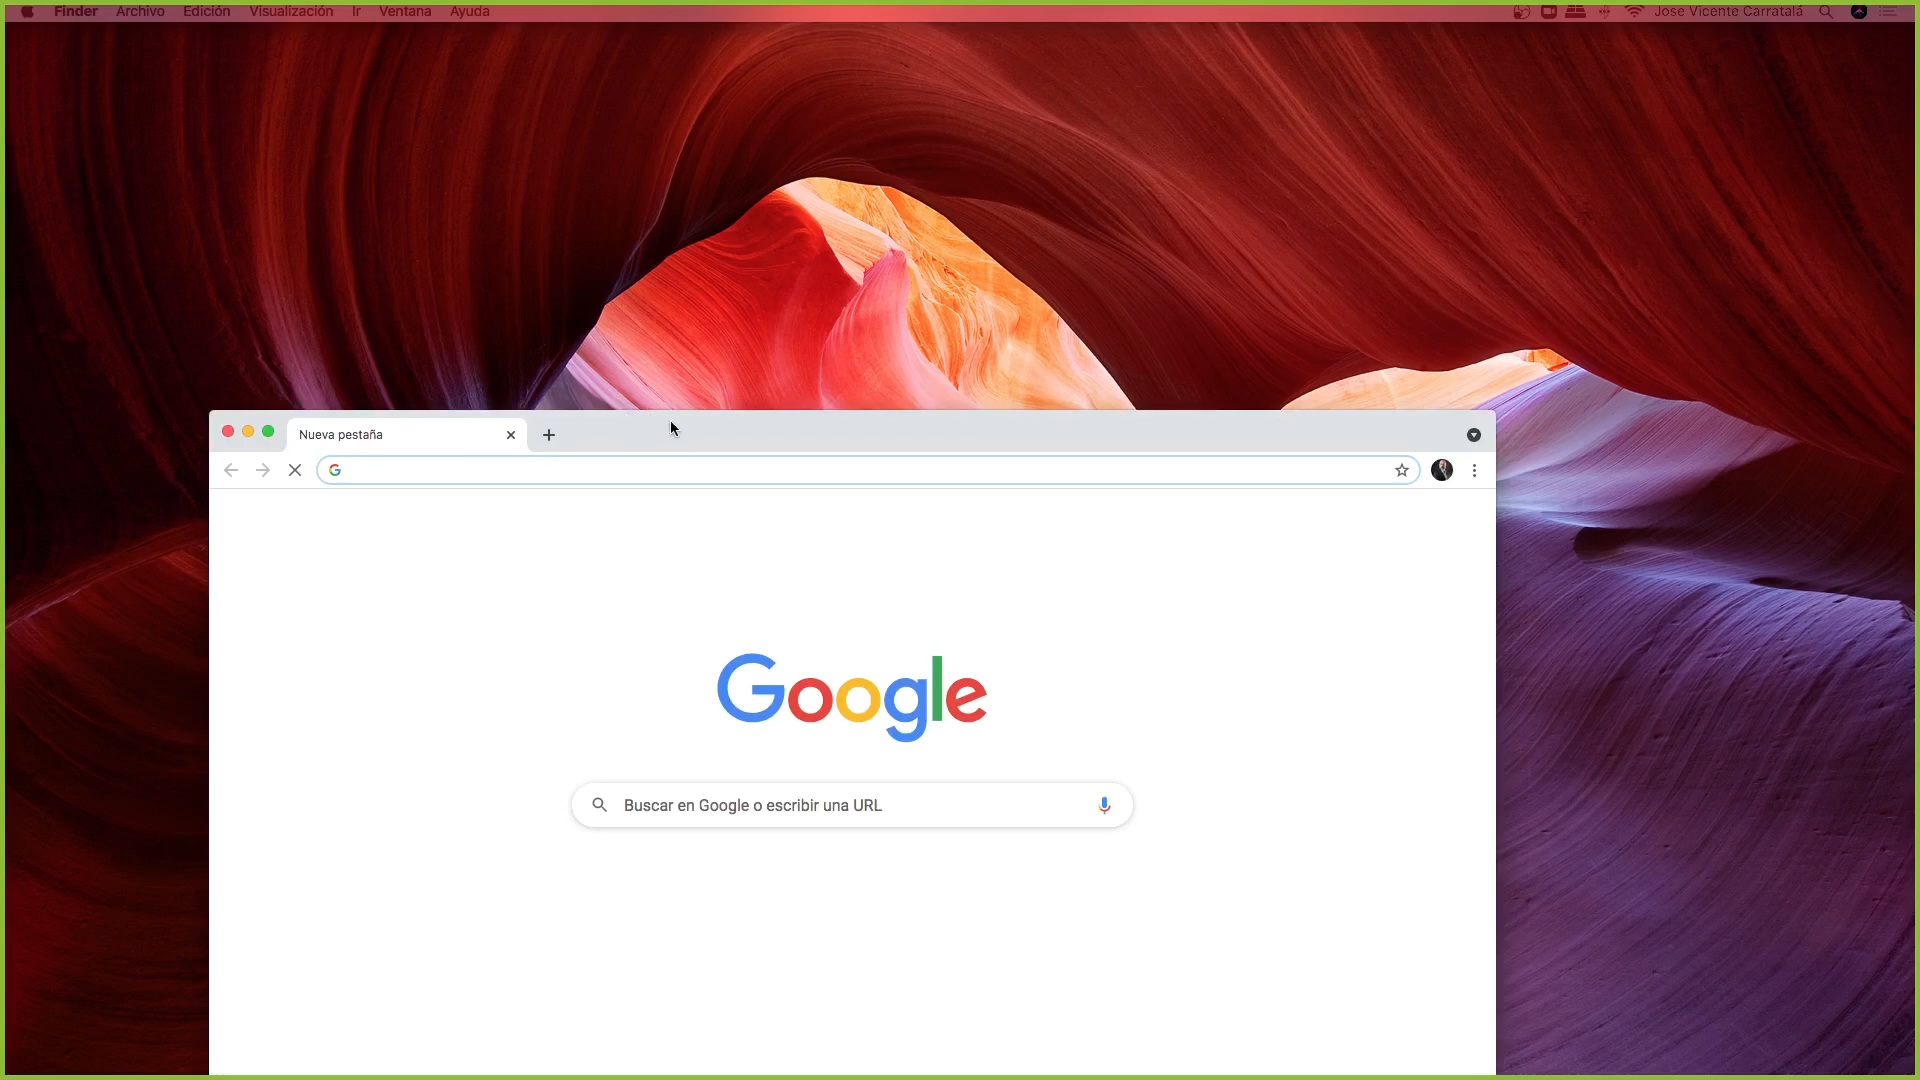 Finder Archivo Edición Visualización Ir Ventana Ayuda Jose Vicente Carratalá
Nueva pestaña
Google
Buscar en Google o escribir una URL